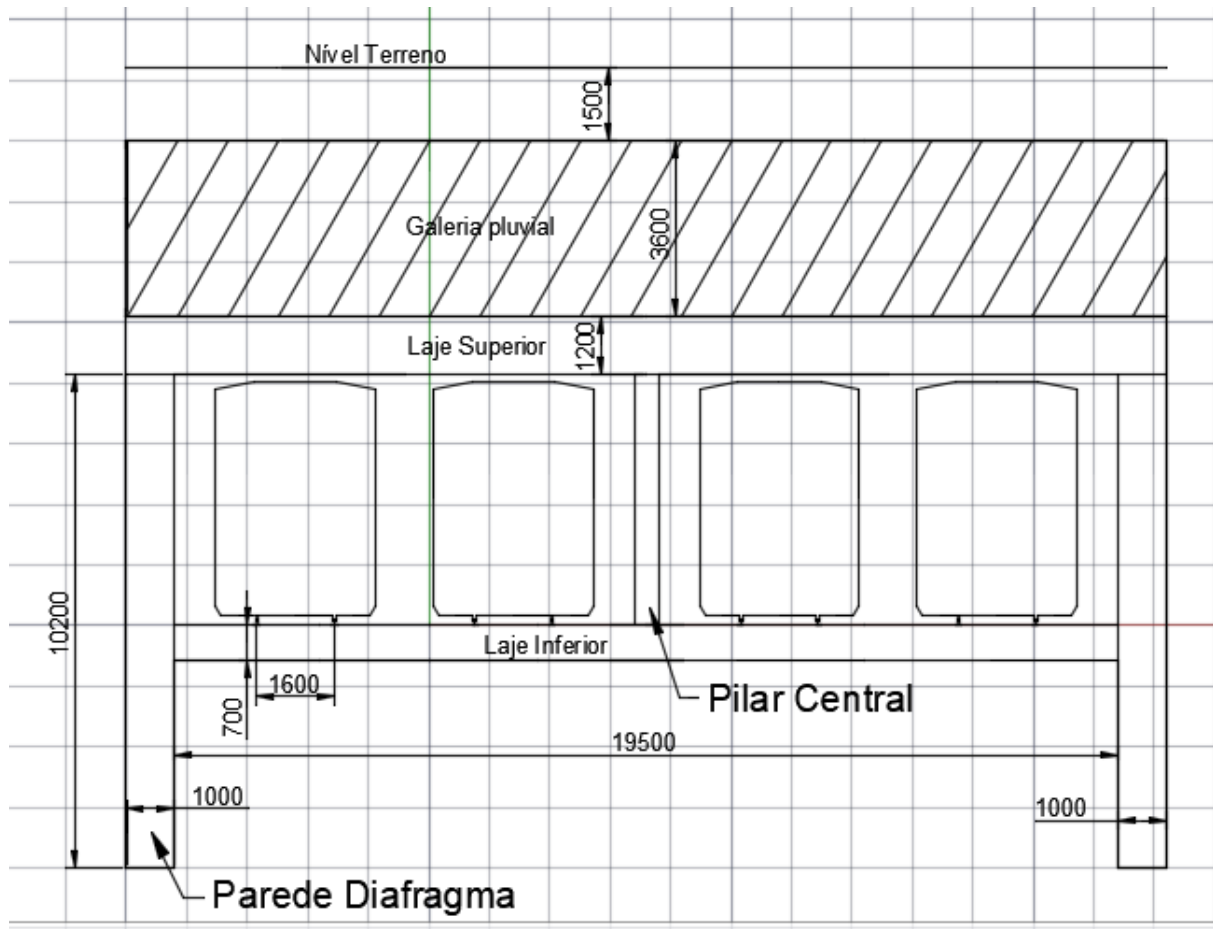 Nível Terreno
1500
Galeria pluvial
3600
Laje Superior
1200
10200
Laje Inferior
1600
700
Pilar Central
19500
1000
1000
Parede Diafragma